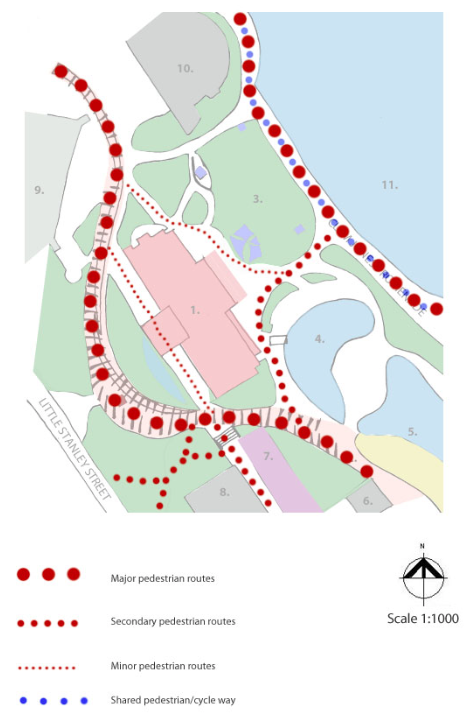 10.
9.
3.
11.
1.
4.
LITTLE STANLEY STREET
5.
7.
8.
6.
N
Major pedestrian routes
Scale 1:1000
Secondary pedestrian routes
Minor pedestrian routes
Shared pedestrian/cycle way